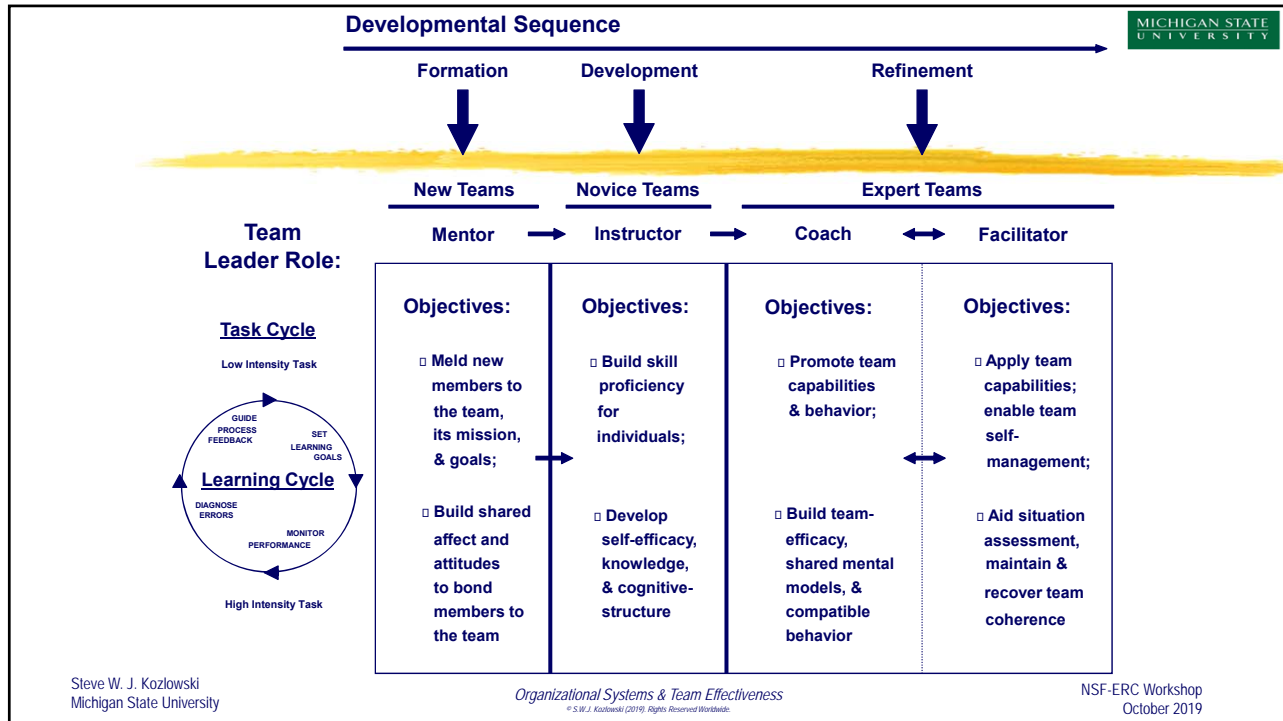 Developmental Sequence
MICHIGAN STATE
UNIVERSITY
Formation
Development
Refinement
New Teams
Novice Teams
Expert Teams
Team
Leader Role:
Mentor
Instructor
Coach
Facilitator
Task Cycle
Low Intensity Task
GUIDE
PROCESS
FEEDBACK
SET
LEARNING
GOALS
Learning Cycle
DIAGNOSE
ERRORS
MONITOR
PERFORMANCE
High Intensity Task
Objectives:
▯ Meld new
members to
the team,
its mission,
& goals;
▯ Build shared
affect and
attitudes
to bond
members to
the team
Objectives:
▯ Build skill
proficiency
for
individuals;
▯ Develop
self-efficacy,
knowledge,
& cognitive-
structure
Objectives:
▯ Promote team
capabilities
& behavior;
▯ Build team-
efficacy,
shared mental
models, &
compatible
behavior
Objectives:
▯ Apply team
capabilities;
enable team
self-
management;
▯ Aid situation
assessment,
maintain &
recover team
coherence
Steve W. J. Kozlowski
Michigan State University
Organizational Systems & Team Effectiveness
© S.W.J. Kozlowski (2019). Rights Reserved Worldwide.
NSF-ERC Workshop
October 2019